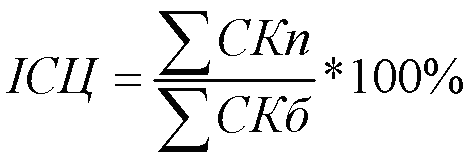 ІСЦ = ∑СКп / ∑СКб *100%